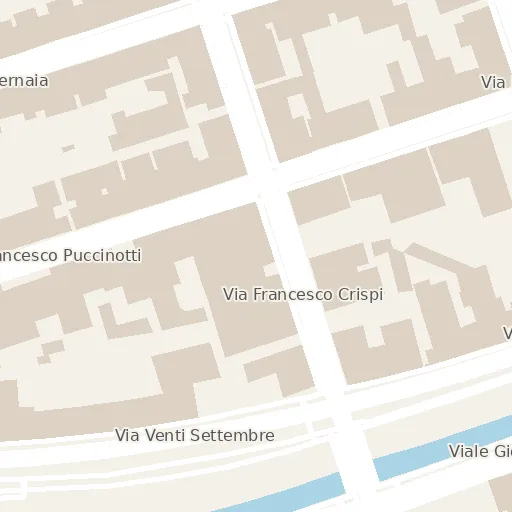 ernaia
Via
ancesco Puccinotti
Via Francesco Crispi
V
Via Venti Settembre
Viale Gi